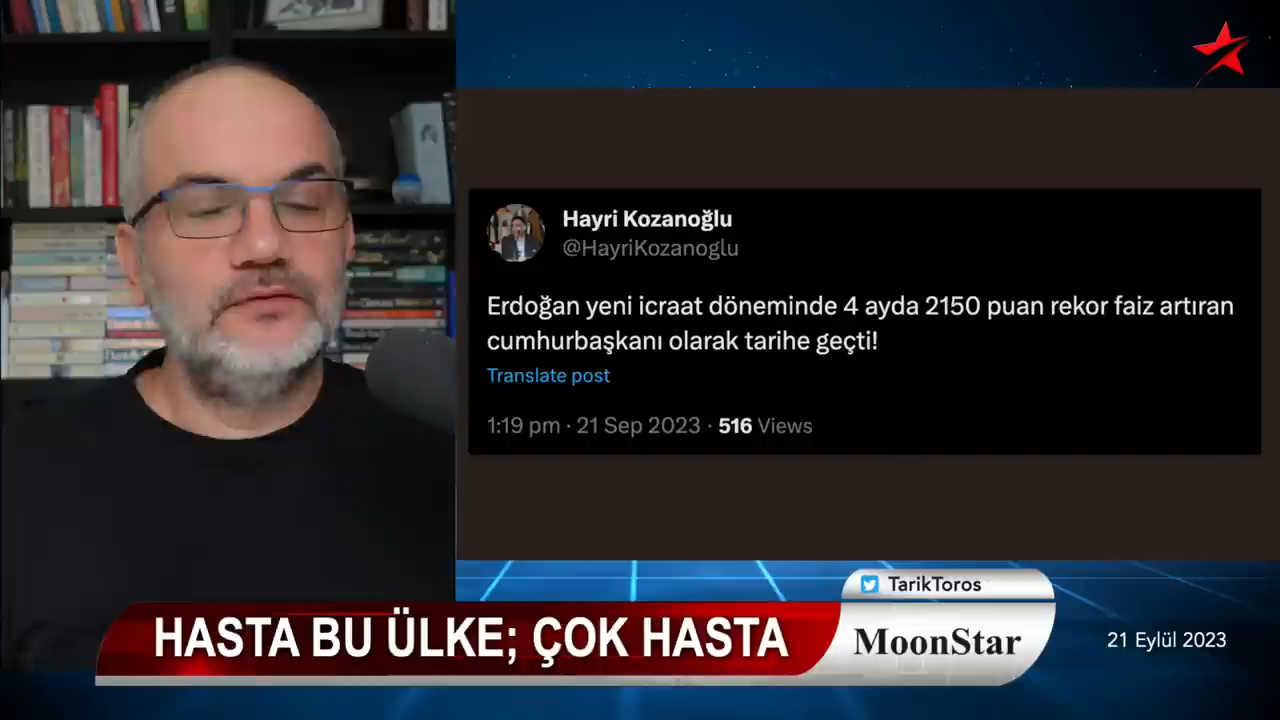 Hayri Kozanoğlu
@HayriKozanoglu
Erdoğan yeni icraat döneminde 4 ayda 2150 puan rekor faiz artıran
cumhurbaşkanı olarak tarihe geçti!
Translate post
1:19 pm · 21 Sep 2023 · 516 Views
TarikToros
HASTA BU ÜLKE; ÇOK HASTA
MoonStar
21 Eylül 2023